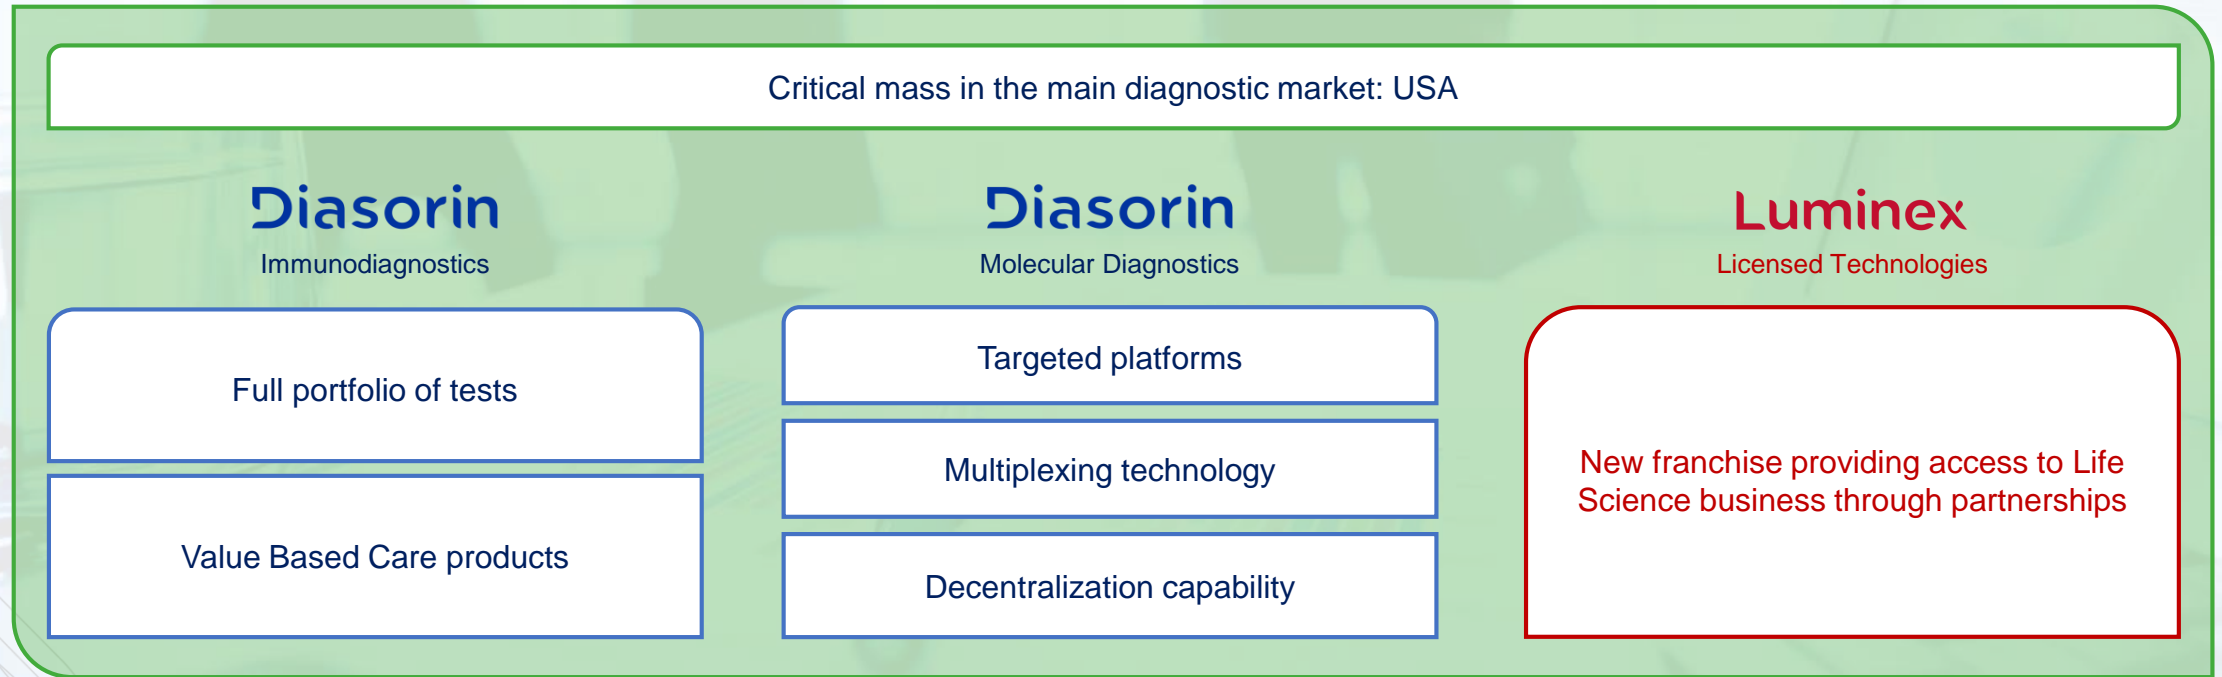 Critical mass in the main diagnostic market: USA
Diasorin
Immunodiagnostics
Full portfolio of tests
Value Based Care products
Diasorin
Molecular Diagnostics
Targeted platforms
Multiplexing technology
Decentralization capability
Luminex
Licensed Technologies
New franchise providing access to Life
Science business through partnerships